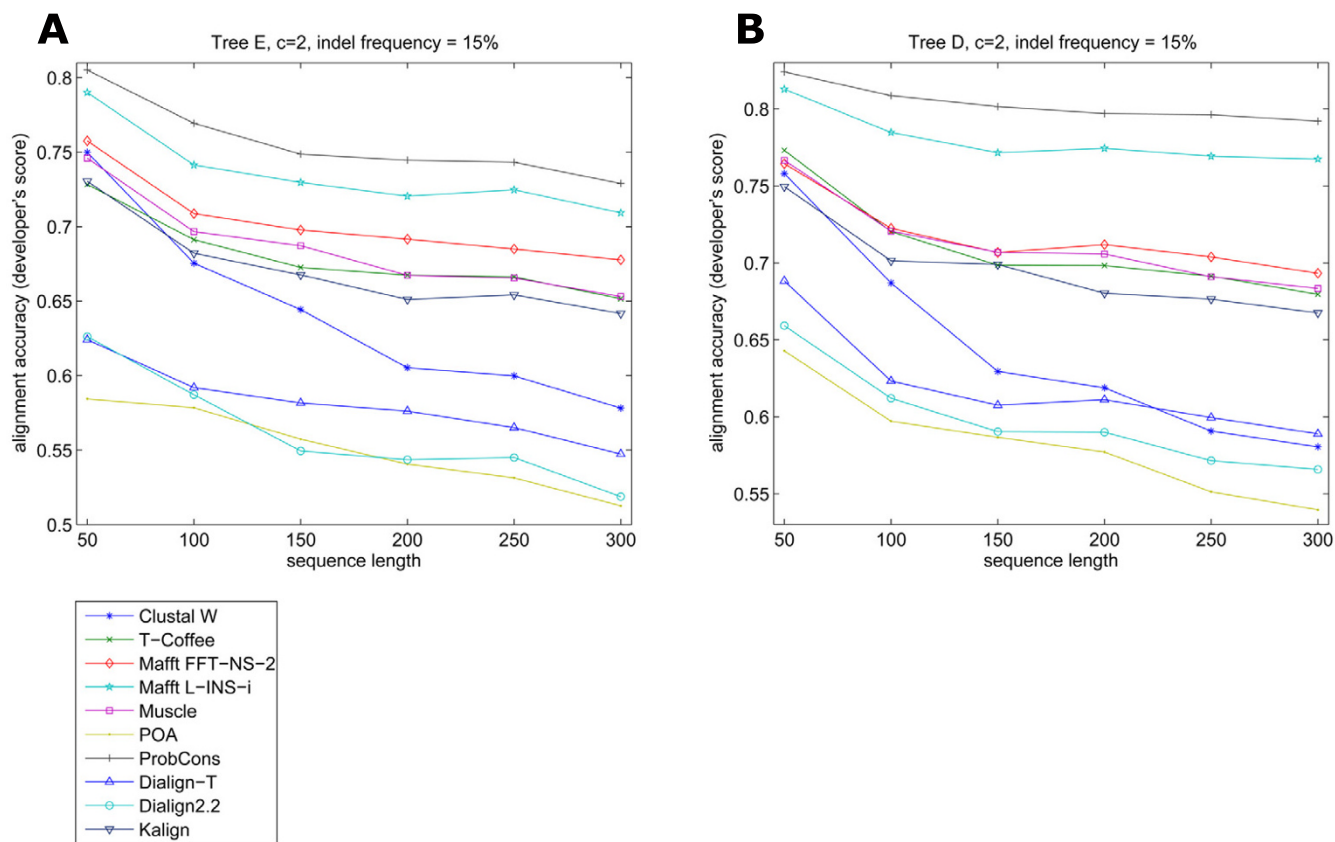 A
Tree E, c=2, indel frequency = 15%
alignment accuracy (developer's score)
0.8
0.75
0.7
0.65
0.6
0.55
0.5
50 100 150 200 250 300
sequence length
B
Tree D, c=2, indel frequency = 15%
alignment accuracy (developer's score)
0.8
0.75
0.7
0.65
0.6
0.55
50 100 150 200 250 300
sequence length
Clustal W
T−Coffee
Mafft FFT−NS−2
Mafft L−INS−i
Muscle
POA
ProbCons
Dialign−T
Dialign2.2
Kalign